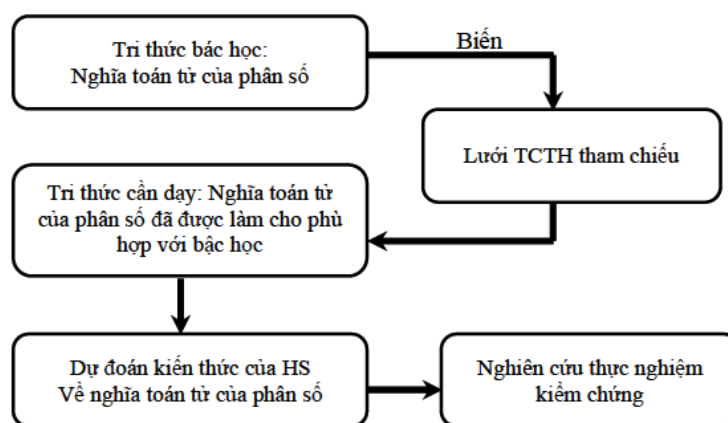 Tri thức bác học:
Nghĩa toán tử của phân số
Biến
Lưới TCTH tham chiếu
Tri thức cần dạy: Nghĩa toán tử
của phân số đã được làm cho phù
hợp với bậc học
Dự đoán kiến thức của HS
Về nghĩa toán tử của phân số
Nghiên cứu thực nghiệm
kiểm chứng